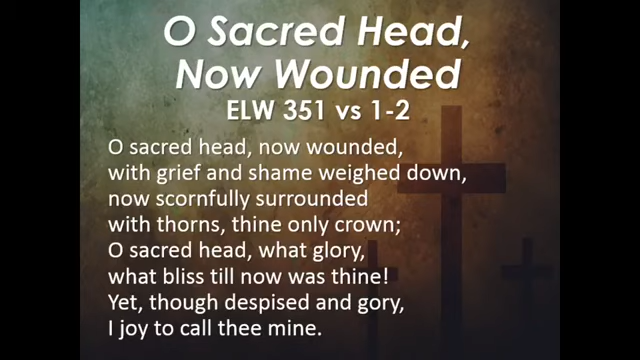 O Sacred Head,
Now Wounded
ELW 351 vs 1-2
O sacred head, now wounded,
with grief and shame weighed down,
now scornfully surrounded
with thorns, thine only crown;
O sacred head, what glory,
what bliss till now was thine!
Yet, though despised and gory,
I joy to call thee mine.